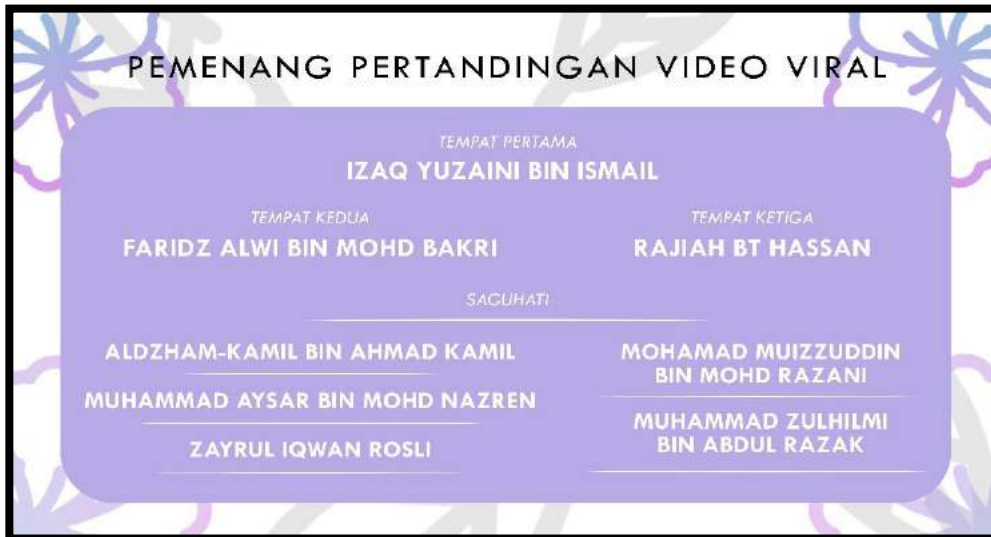 PEMENANG PERTANDINGAN VIDEO VIRAL
TEMPAT PERTAMA
IZAQ YUZAINI BIN ISMAIL
TEMPAT KEDUA
FARIDZ ALWI BIN MOHD BAKRI
TEMPAT KETIGA
RAJIAH BT HASSAN
SAGUHATI
ALDZHAM-KAMIL BIN AHMAD KAMIL
MUHAMMAD AYSAR BIN MOHD NAZREN
ZAYRUL IQWAN ROSLI
MOHAMAD MUIZZUDDIN
BIN MOHD RAZANI
MUHAMMAD ZULHILMI
BIN ABDUL RAZAK